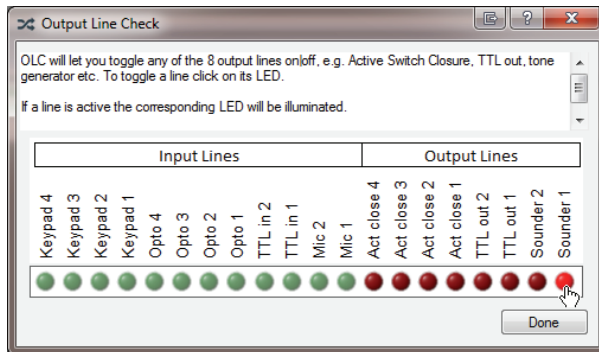 Output Line Check
OLC will let you toggle any of the 8 output lines on|off, e.g. Active Switch Closure, TTL out, tone
generator etc. To toggle a line click on its LED.
If a line is active the corresponding LED will be illuminated.
Input Lines
Output Lines
Keypad 4
Keypad 3
Keypad 2
Keypad 1
Opto 4
Opto 3
Opto 2
Opto 1
TTL in 2
TTL in 1
Mic 2
Mic 1
Act close 4
Act close 3
Act close 2
Act close 1
TTL out 2
TTL out 1
Sounder 2
Sounder 1
Done